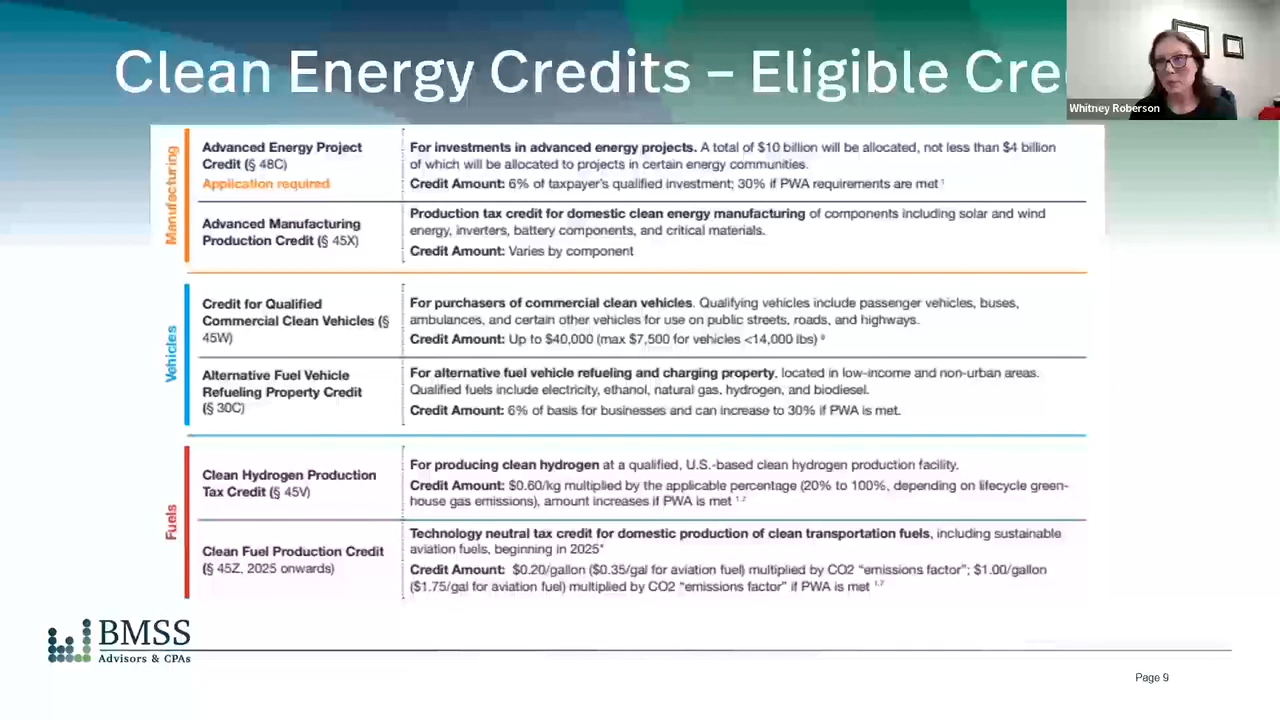 Clean Energy Credits – Eligible Cre
Whitney Roberson
Manufacturing
Advanced Energy Project
Credit (§ 48C)
Application required
For investments in advanced energy projects. A total of $10 billion will be allocated, not less than $4 billion
of which will be allocated to projects in certain energy communities.
Credit Amount: 6% of taxpayer's qualified investment; 30% if PWA requirements are met ¹
Advanced Manufacturing
Production Credit (§ 45X)
Production tax credit for domestic clean energy manufacturing of components including solar and wind
energy, inverters, battery components, and critical materials.
Credit Amount: Varies by component
Vehicles
Credit for Qualified
Commercial Clean Vehicles (§
45W)
For purchasers of commercial clean vehicles. Qualifying vehicles include passenger vehicles, buses,
ambulances, and certain other vehicles for use on public streets, roads, and highways.
Credit Amount: Up to $40,000 (max $7,500 for vehicles <14,000 lbs)
Alternative Fuel Vehicle
Refueling Property Credit
(§ 30C)
For alternative fuel vehicle refueling and charging property, located in low-income and non-urban areas.
Qualified fuels include electricity, ethanol, natural gas, hydrogen, and biodiesel.
Credit Amount: 6% of basis for businesses and can increase to 30% if PWA is met.
Fuels
Clean Hydrogen Production
Tax Credit (§ 45V)
For producing clean hydrogen at a qualified, U.S.-based clean hydrogen production facility.
Credit Amount: $0.60/kg multiplied by the applicable percentage (20% to 100%, depending on lifecycle green-
house gas emissions), amount increases if PWA is met ¹·²
Clean Fuel Production Credit
(§ 45Z, 2025 onwards)
Technology neutral tax credit for domestic production of clean transportation fuels, including sustainable
aviation fuels, beginning in 2025*
Credit Amount: $0.20/gallon ($0.35/gal for aviation fuel) multiplied by CO2 "emissions factor"; $1.00/gallon
($1.75/gal for aviation fuel) multiplied by CO2 "emissions factor" if PWA is met ¹·⁷
BMSS
Advisors & CPAs
Page 9